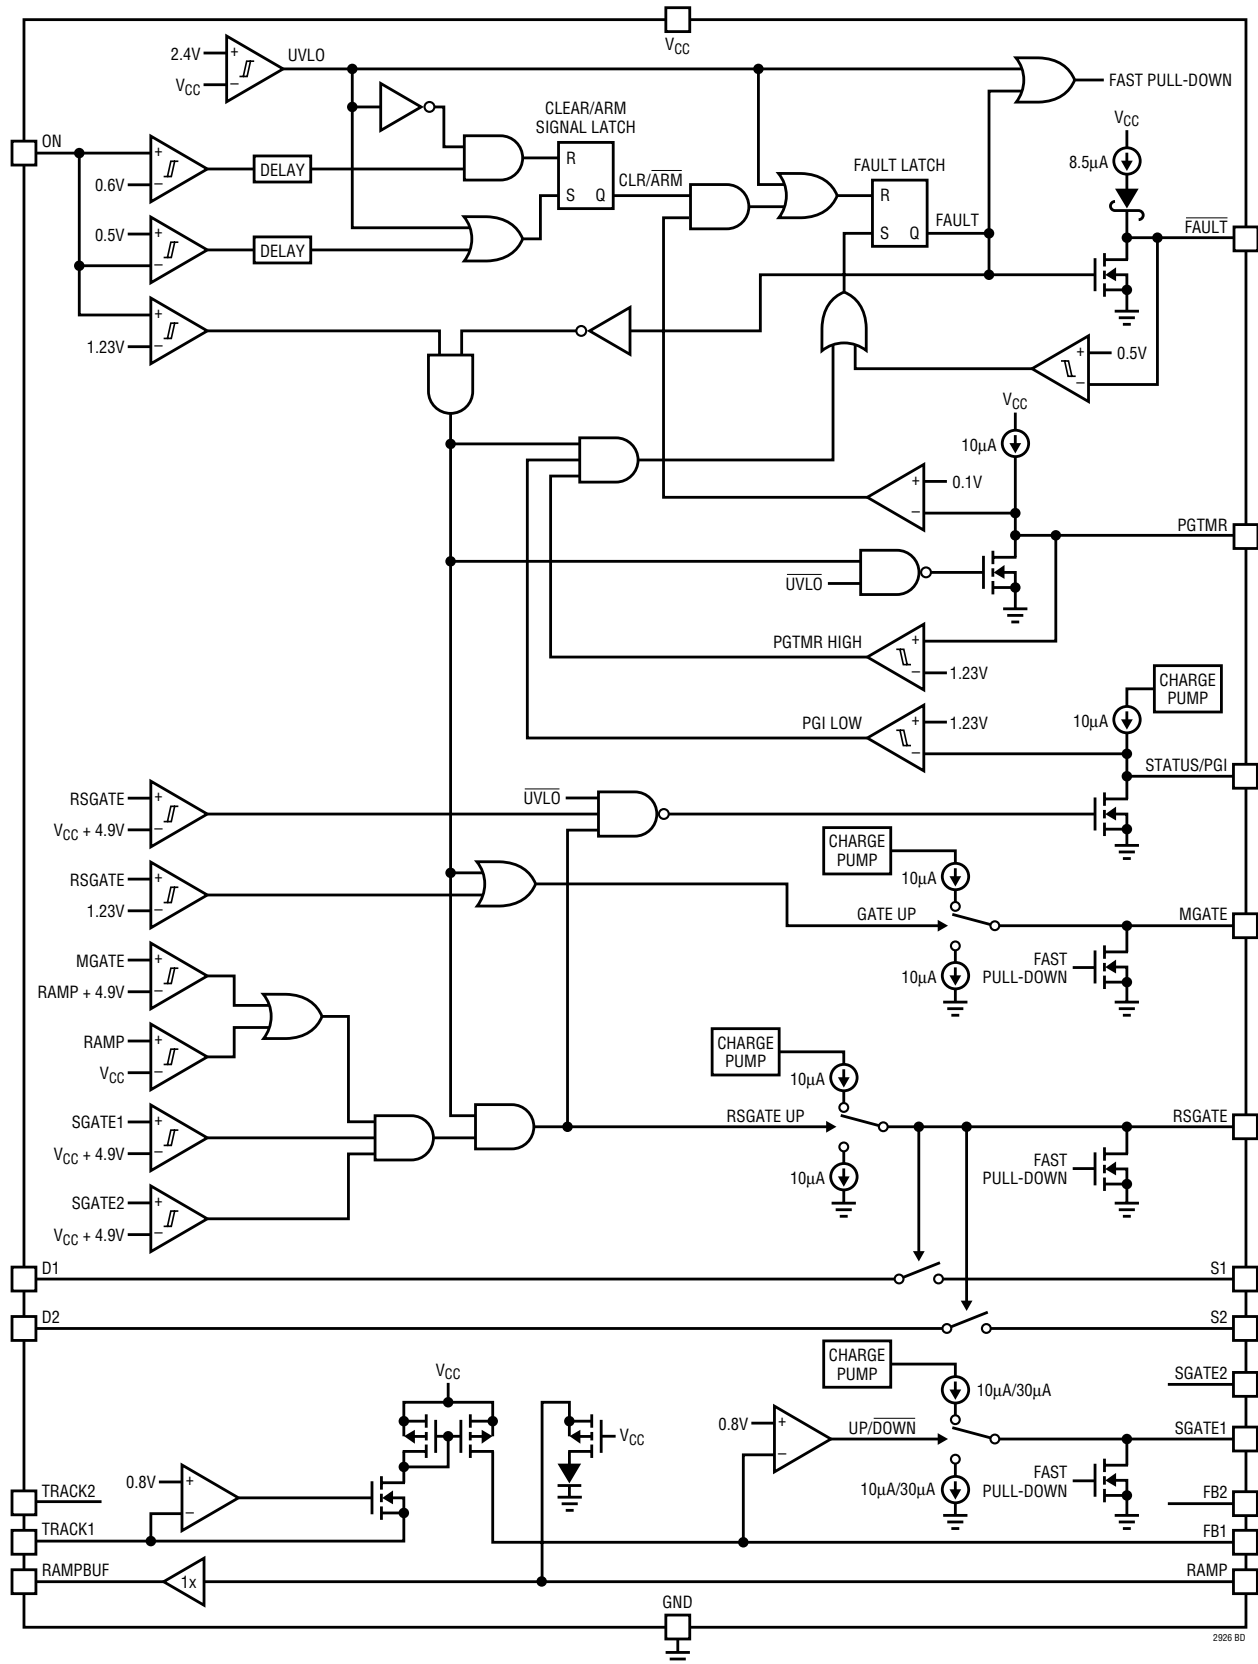 VCC
2.4V
+
UVLO
VCC
–
FAST PULL-DOWN
CLEAR/ARM
SIGNAL LATCH
VCC
ON
+
0.6V
–
DELAY
R
S Q
CLR/ARM
FAULT LATCH
R
S Q
FAULT
8.5µA
FAULT
0.5V
+
–
DELAY
+
1.23V
–
+
0.5V
–
VCC
10µA
+
0.1V
–
PGTMR
UVLO
PGTMR HIGH
+
–
1.23V
CHARGE
PUMP
PGI LOW
+
1.23V
–
10µA
STATUS/PGI
RSGATE
+
VCC + 4.9V
–
UVLO
CHARGE
PUMP
10µA
RSGATE
+
1.23V
–
GATE UP
MGATE
10µA
FAST
PULL-DOWN
MGATE
+
RAMP + 4.9V
–
RAMP
+
VCC
–
CHARGE
PUMP
10µA
SGATE1
+
VCC + 4.9V
–
RSGATE UP
RSGATE
10µA
FAST
PULL-DOWN
SGATE2
+
VCC + 4.9V
–
D1
S1
D2
S2
CHARGE
PUMP
10µA/30µA
SGATE2
VCC
VCC
0.8V
+
–
UP/DOWN
SGATE1
10µA/30µA
FAST
PULL-DOWN
0.8V
+
–
TRACK2
FB2
TRACK1
FB1
RAMPBUF
1x
RAMP
GND
2926 BD